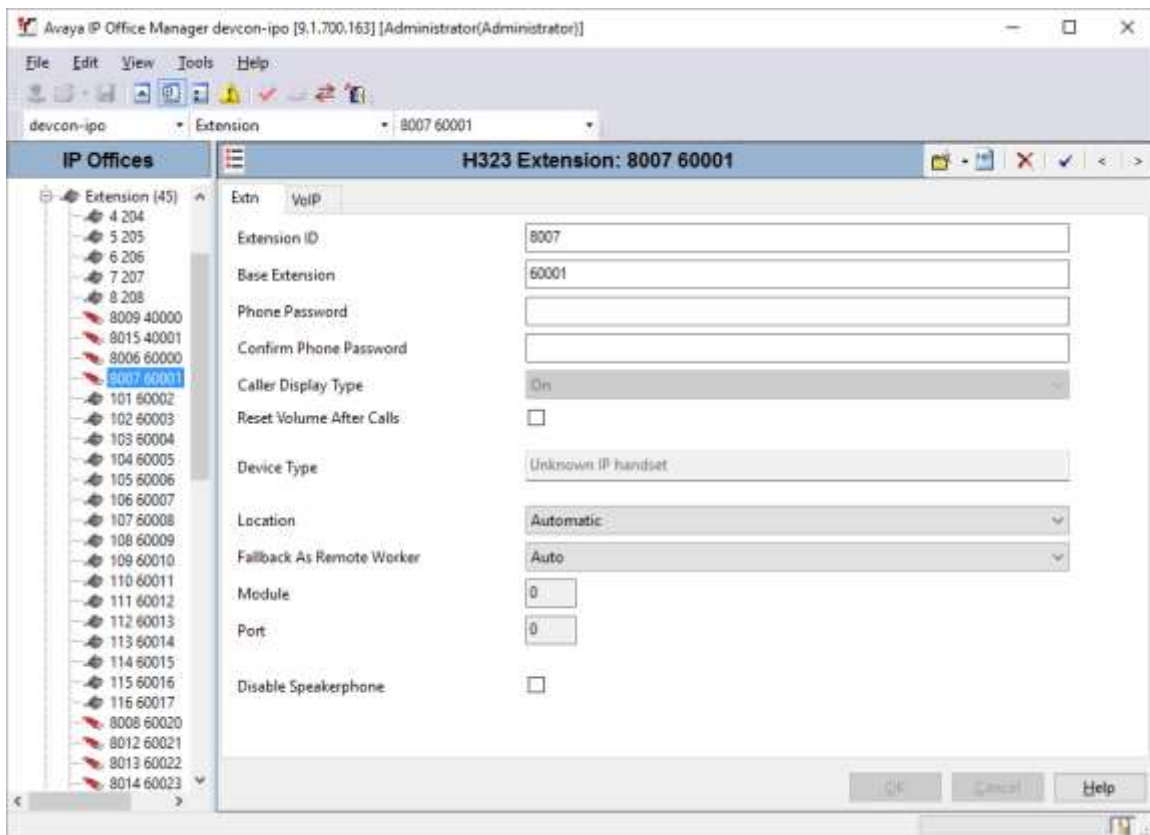 Avaya IP Office Manager devcon-ipo [9.1.700.163] [Administrator(Administrator)]
File Edit View Tools Help
devcon-ipo Extension 8007 60001
IP Offices
H323 Extension: 8007 60001
Extension (45)
4 204
5 205
6 206
7 207
8 208
8009 40000
8015 40001
8006 60000
8007 60001
101 60002
102 60003
103 60004
104 60005
105 60006
106 60007
107 60008
108 60009
109 60010
110 60011
111 60012
112 60013
113 60014
114 60015
115 60016
116 60017
8008 60020
8012 60021
8013 60022
8014 60023
Extn VoIP
Extension ID 8007
Base Extension 60001
Phone Password
Confirm Phone Password
Caller Display Type On
Reset Volume After Calls
Device Type Unknown IP handset
Location Automatic
Fallback As Remote Worker Auto
Module 0
Port 0
Disable Speakerphone
OK Cancel Help